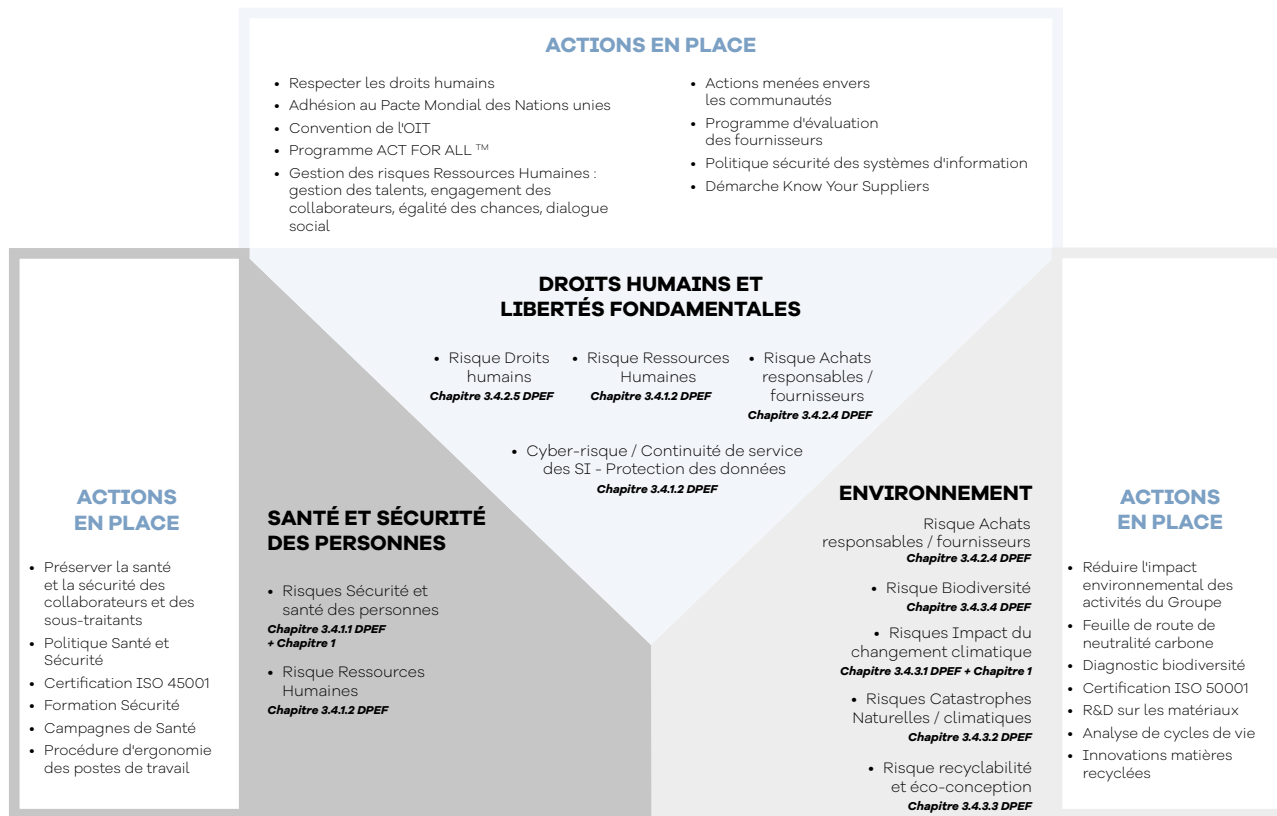 ACTIONS EN PLACE
• Respecter les droits humains
• Adhésion au Pacte Mondial des Nations unies
• Convention de l'OIT
• Programme ACT FOR ALL ™
• Gestion des risques Ressources Humaines :
gestion des talents, engagement des
collaborateurs, égalité des chances, dialogue
social
• Actions menées envers
les communautés
• Programme d'évaluation
des fournisseurs
• Politique sécurité des systèmes d'information
• Démarche Know Your Suppliers
DROITS HUMAINS ET
LIBERTÉS FONDAMENTALES
• Risque Droits
humains
Chapitre 3.4.2.5 DPEF
• Risque Ressources
Humaines
Chapitre 3.4.1.2 DPEF
• Risque Achats
responsables /
fournisseurs
Chapitre 3.4.2.4 DPEF
• Cyber-risque / Continuité de service
des SI - Protection des données
Chapitre 3.4.1.2 DPEF
ACTIONS
EN PLACE
• Préserver la santé
et la sécurité des
collaborateurs et des
sous-traitants
• Politique Santé et
Sécurité
• Certification ISO 45001
• Formation Sécurité
• Campagnes de Santé
• Procédure d'ergonomie
des postes de travail
SANTÉ ET SÉCURITÉ
DES PERSONNES
• Risques Sécurité et
santé des personnes
Chapitre 3.4.1.1 DPEF
+ Chapitre 1
• Risque Ressources
Humaines
Chapitre 3.4.1.2 DPEF
ENVIRONNEMENT
Risque Achats
responsables / fournisseurs
Chapitre 3.4.2.4 DPEF
• Risque Biodiversité
Chapitre 3.4.3.4 DPEF
• Risques Impact du
changement climatique
Chapitre 3.4.3.1 DPEF + Chapitre 1
• Risques Catastrophes
Naturelles / climatiques
Chapitre 3.4.3.2 DPEF
• Risque recyclabilité
et éco-conception
Chapitre 3.4.3.3 DPEF
ACTIONS
EN PLACE
• Réduire l'impact
environnemental des
activités du Groupe
• Feuille de route de
neutralité carbone
• Diagnostic biodiversité
• Certification ISO 50001
• R&D sur les matériaux
• Analyse de cycles de vie
• Innovations matières
recyclées